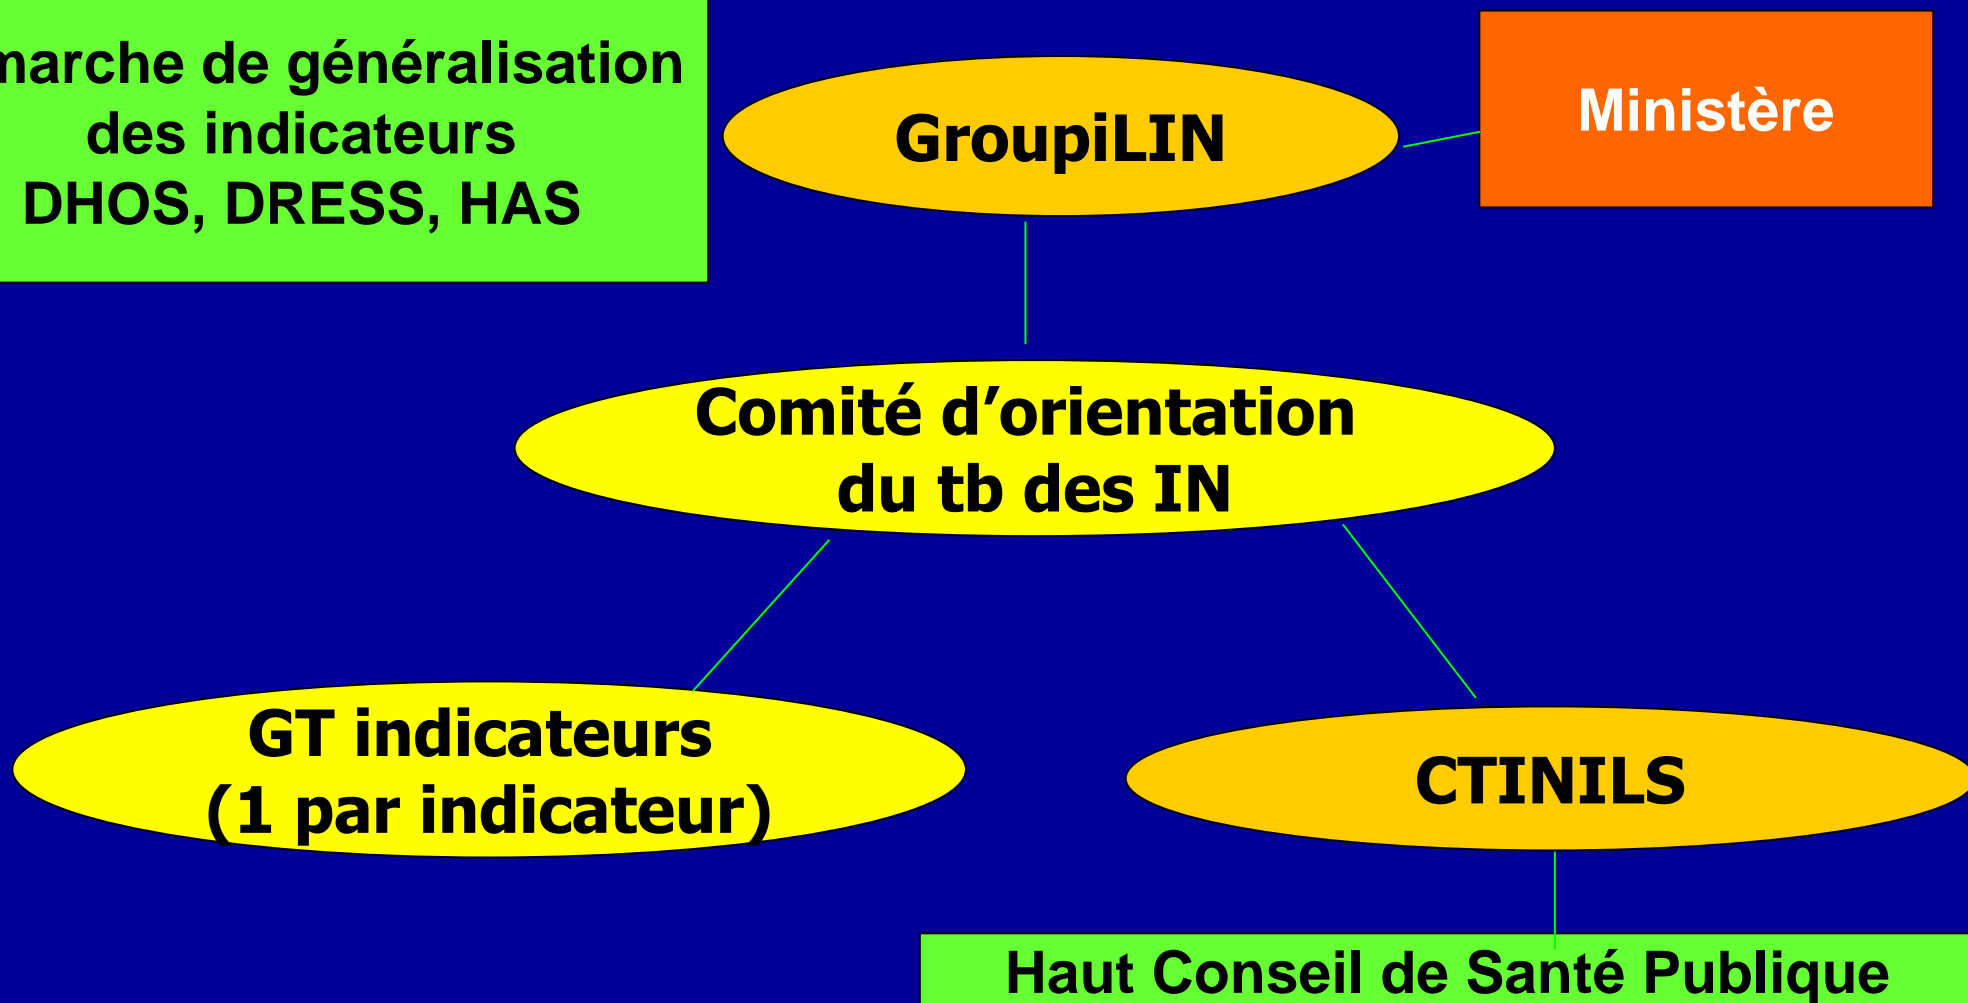 marche de généralisation
des indicateurs
DHOS, DRESS, HAS
GroupiLIN
Ministère
Comité d’orientation
du tb des IN
GT indicateurs
(1 par indicateur)
CTINILS
Haut Conseil de Santé Publique